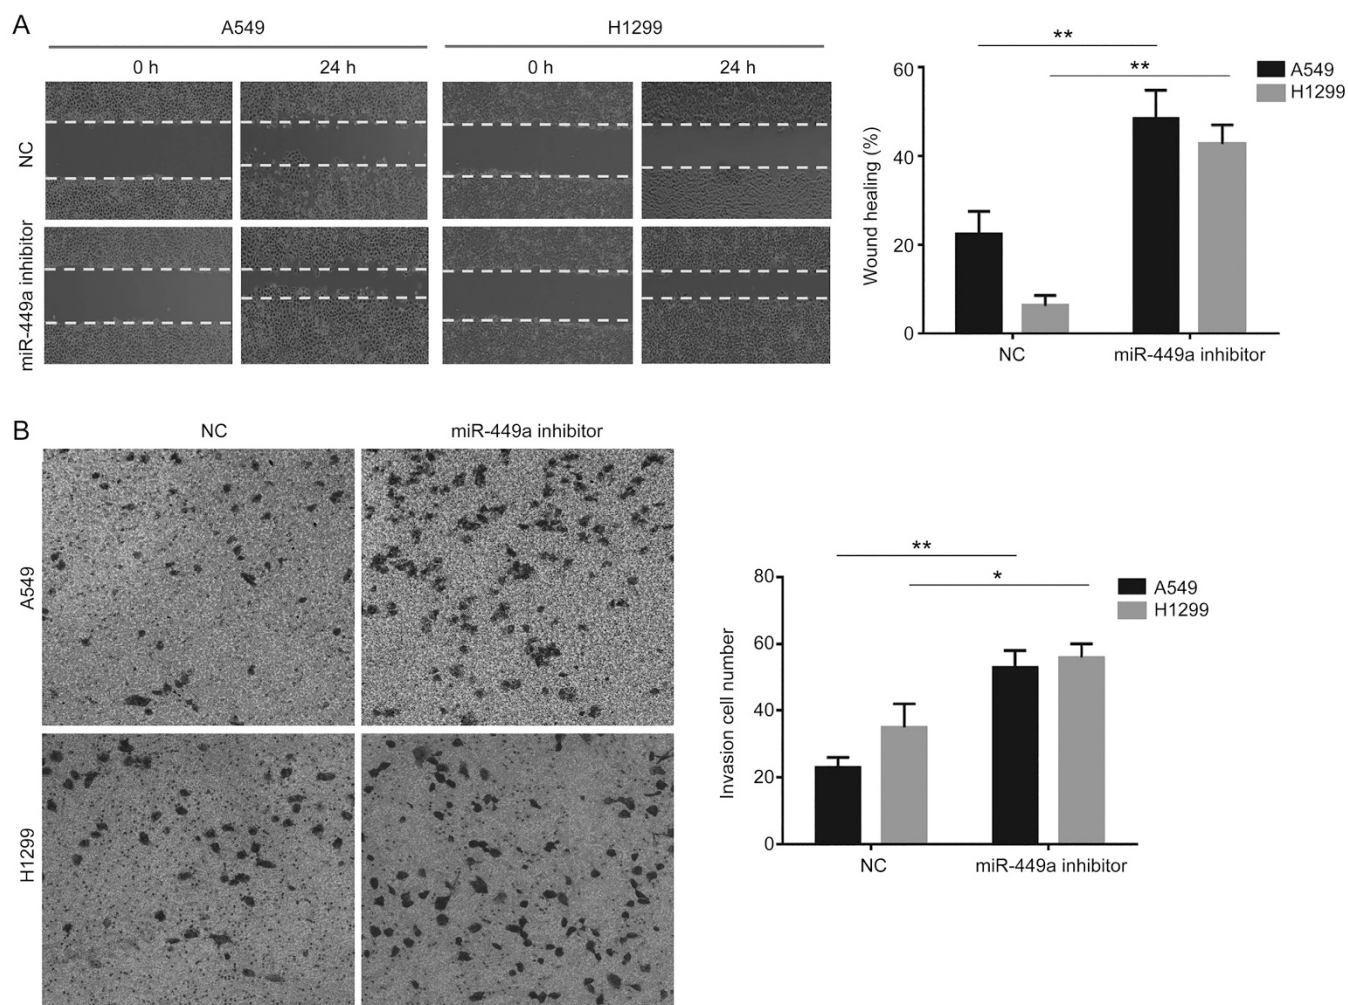 A
A549
H1299
0 h
24 h
0 h
24 h
NC
miR-449a inhibitor
**
**
A549
H1299
Wound healing (%)
60
40
20
0
NC
miR-449a inhibitor
B
NC
miR-449a inhibitor
A549
H1299
**
*
A549
H1299
Invasion cell number
80
60
40
20
0
NC
miR-449a inhibitor